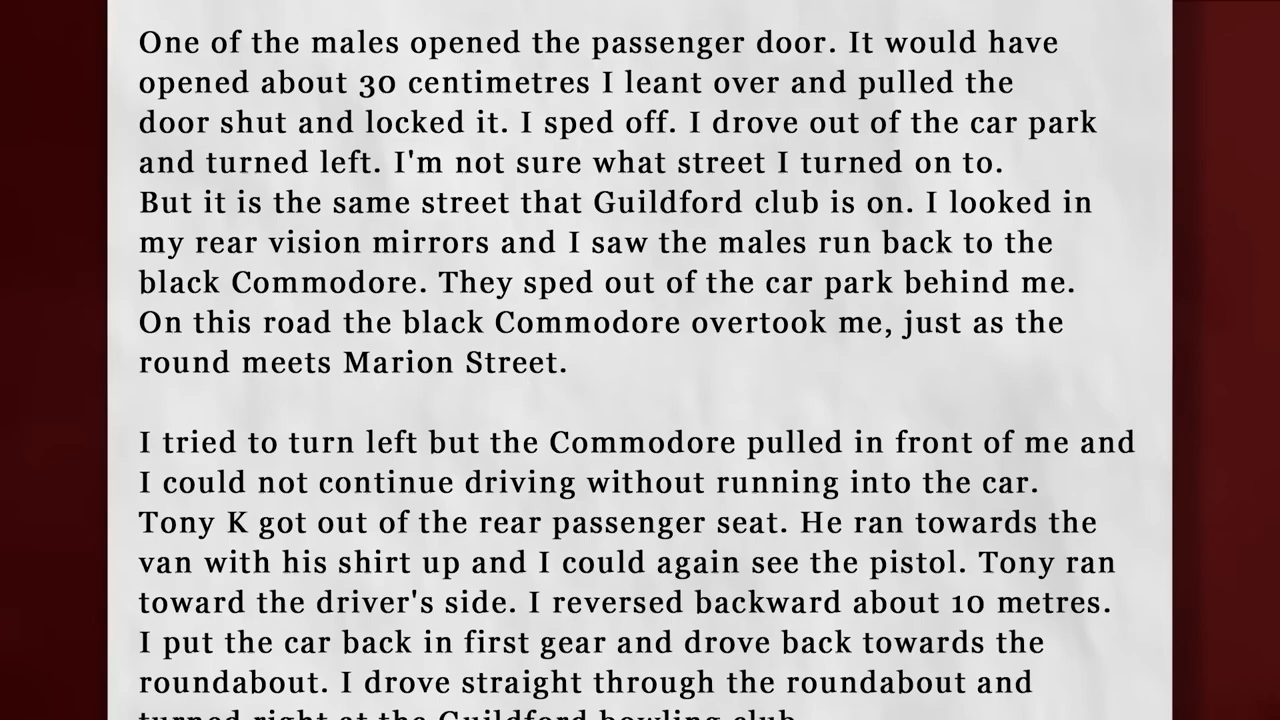 One of the males opened the passenger door. It would have
opened about 30 centimetres I leant over and pulled the
door shut and locked it. I sped off. I drove out of the car park
and turned left. I'm not sure what street I turned on to.
But it is the same street that Guildford club is on. I looked in
my rear vision mirrors and I saw the males run back to the
black Commodore. They sped out of the car park behind me.
On this road the black Commodore overtook me, just as the
round meets Marion Street.
I tried to turn left but the Commodore pulled in front of me and
I could not continue driving without running into the car.
Tony K got out of the rear passenger seat. He ran towards the
van with his shirt up and I could again see the pistol. Tony ran
toward the driver's side. I reversed backward about 10 metres.
I put the car back in first gear and drove back towards the
roundabout. I drove straight through the roundabout and
turned right at the Guildford bowling club